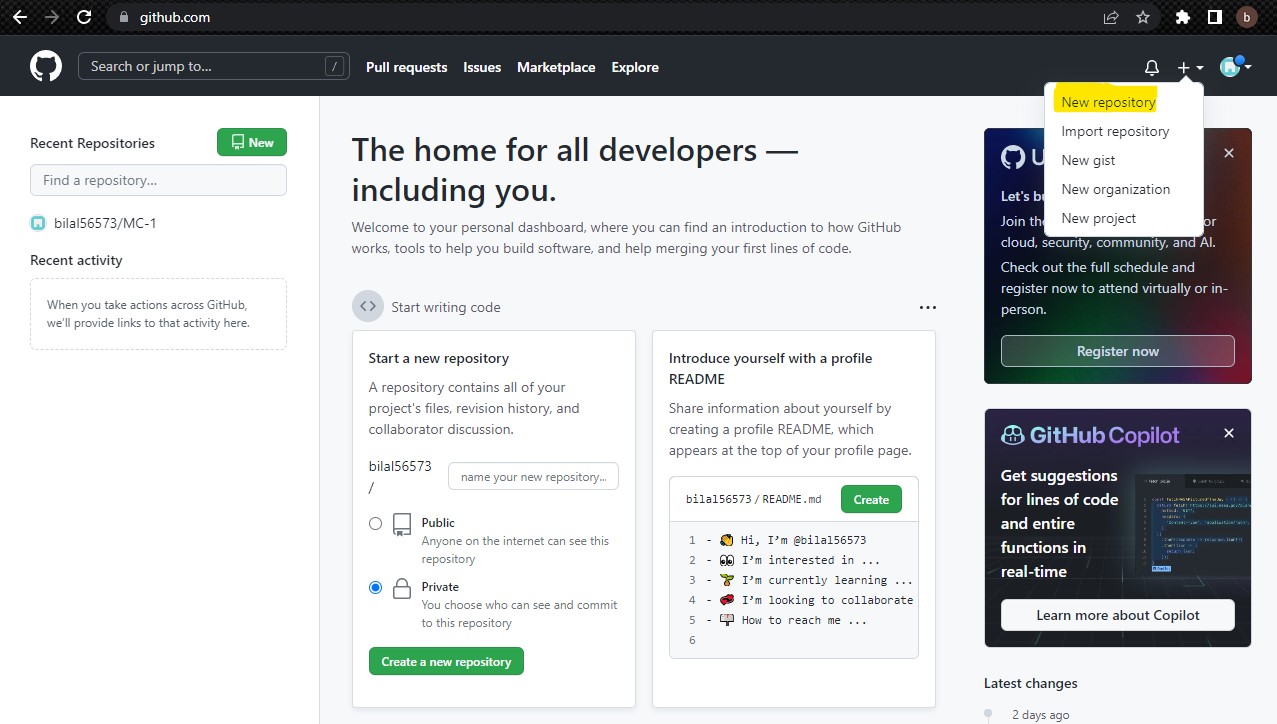 github.com
b
Search or jump to...
/
Pull requests
Issues
Marketplace
Explore
New repository
Import repository
New gist
New organization
New project
Recent Repositories
New
Find a repository...
bilal56573/MC-1
Recent activity
When you take actions across GitHub,
we'll provide links to that activity here.
The home for all developers —
including you.
Welcome to your personal dashboard, where you can find an introduction to how GitHub
works, tools to help you build software, and help merging your first lines of code.
Start writing code
Start a new repository
A repository contains all of your
project's files, revision history, and
collaborator discussion.
bilal56573
/
name your new repository...
Public
Anyone on the internet can see this
repository
Private
You choose who can see and commit
to this repository
Create a new repository
Introduce yourself with a profile
README
Share information about yourself by
creating a profile README, which
appears at the top of your profile page.
bilal56573 / README.md
Create
1 - 👋 Hi, I'm @bilal56573
2 - 👀 I'm interested in ...
3 - 🌱 I'm currently learning ...
4 - 💞️ I'm looking to collaborate
5 - 📫 How to reach me ...
6
U
Let's bu
Join the or
cloud, security, community, and AI.
Check out the full schedule and
register now to attend virtually or in-
person.
Register now
GitHub Copilot
Get suggestions
for lines of code
and entire
functions in
real-time
Learn more about Copilot
Latest changes
2 days ago